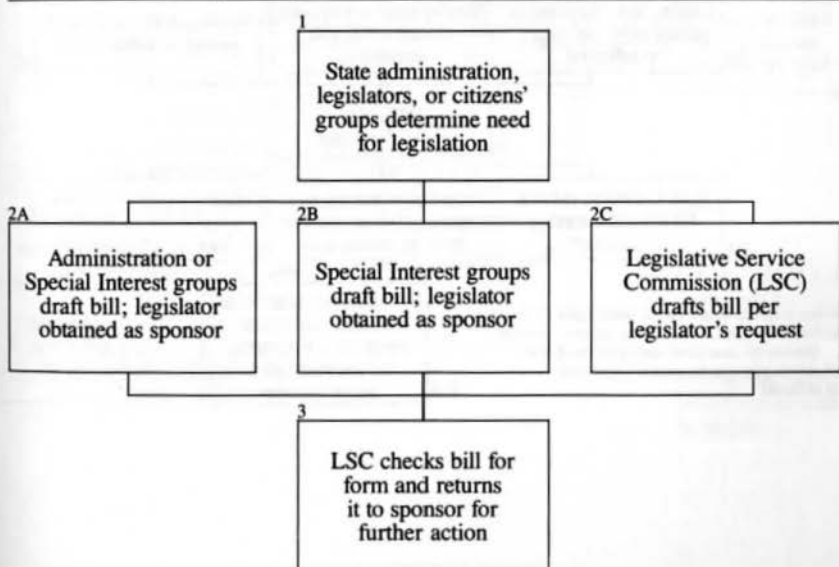 1
State administration,
legislators, or citizens'
groups determine need
for legislation
2A
Administration or
Special Interest groups
draft bill; legislator
obtained as sponsor
2B
Special Interest groups
draft bill; legislator
obtained as sponsor
2C
Legislative Service
Commission (LSC)
drafts bill per
legislator's request
3
LSC checks bill for
form and returns
it to sponsor for
further action